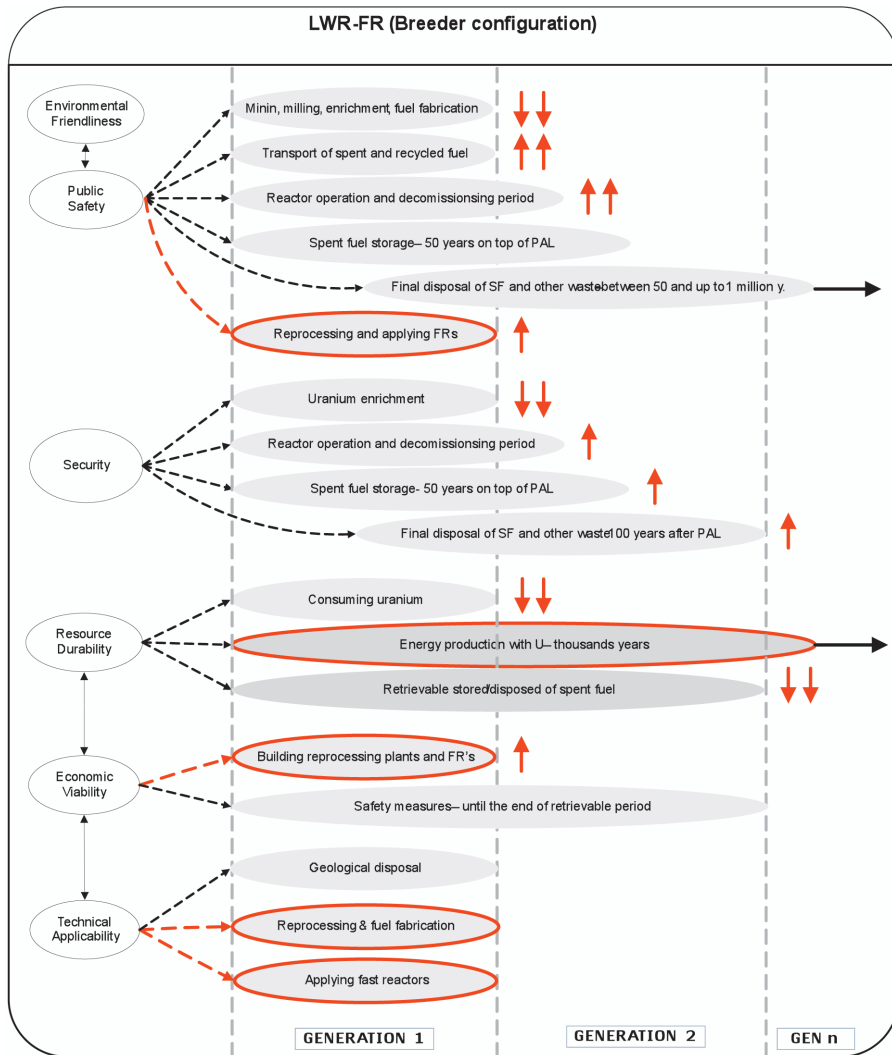 LWR-FR (Breeder configuration)
Environmental
Friendliness
Public
Safety
Minin, milling, enrichment, fuel fabrication
Transport of spent and recycled fuel
Reactor operation and decomissionsing period
Spent fuel storage– 50 years on top of PAL
Final disposal of SF and other waste–between 50 and up to 1 million y.
Reprocessing and applying FRs
Security
Uranium enrichment
Reactor operation and decomissionsing period
Spent fuel storage- 50 years on top of PAL
Final disposal of SF and other waste100 years after PAL
Resource
Durability
Consuming uranium
Energy production with U– thousands years
Retrievable stored/disposed of spent fuel
Economic
Viability
Building reprocessing plants and FR's
Safety measures– until the end of retrievable period
Technical
Applicability
Geological disposal
Reprocessing & fuel fabrication
Applying fast reactors
GENERATION 1
GENERATION 2
GEN n